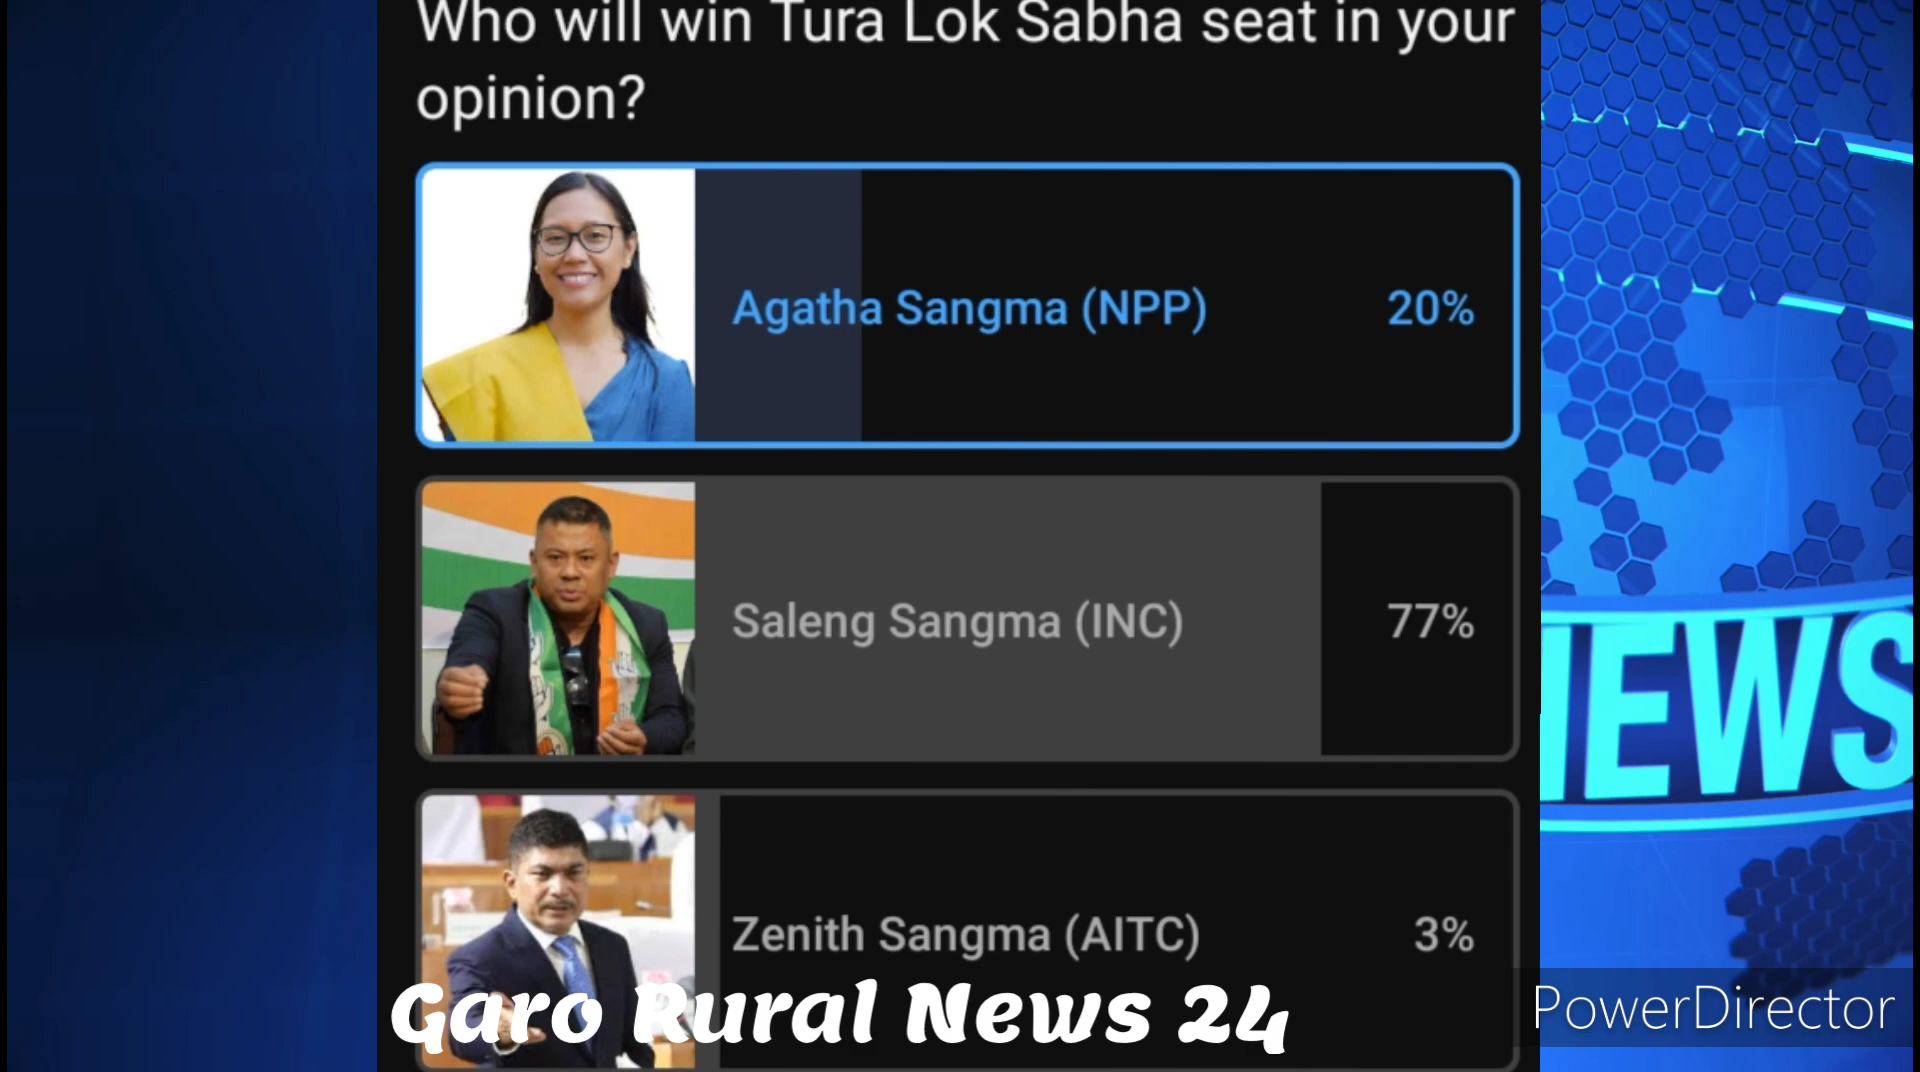 Who will win Tura Lok Sabha seat in your
opinion?
Agatha Sangma (NPP) 20%
Saleng Sangma (INC) 77%
Zenith Sangma (AITC) 3%
Garo Rural News 24
NEWS
PowerDirector